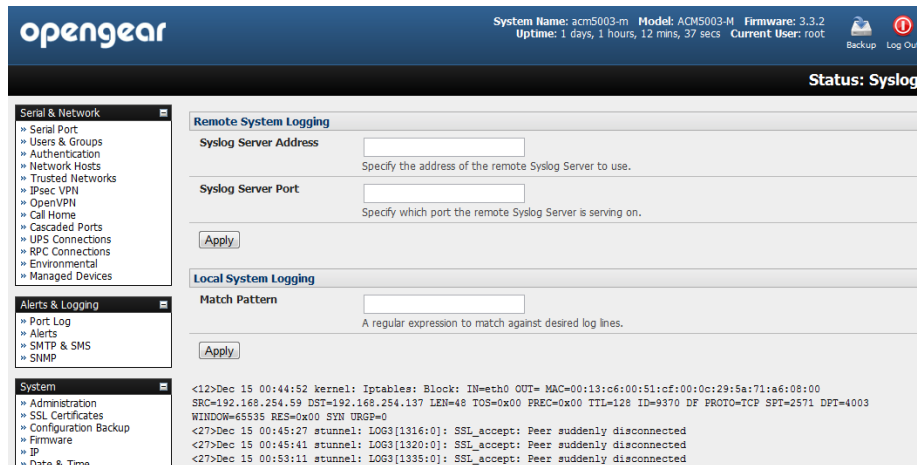 opengear
System Name: acm5003-m Model: ACM5003-M Firmware: 3.3.2
Uptime: 1 days, 1 hours, 12 mins, 37 secs Current User: root
Backup Log Out
Status: Syslog
Serial & Network
» Serial Port
» Users & Groups
» Authentication
» Network Hosts
» Trusted Networks
» IPsec VPN
» OpenVPN
» Call Home
» Cascaded Ports
» UPS Connections
» RPC Connections
» Environmental
» Managed Devices
Alerts & Logging
» Port Log
» Alerts
» SMTP & SMS
» SNMP
System
» Administration
» SSL Certificates
» Configuration Backup
» Firmware
» IP
» Date & Time
Remote System Logging
Syslog Server Address
Specify the address of the remote Syslog Server to use.
Syslog Server Port
Specify which port the remote Syslog Server is serving on.
Apply
Local System Logging
Match Pattern
A regular expression to match against desired log lines.
Apply
<12>Dec 15 00:44:52 kernel: Iptables: Block: IN=eth0 OUT= MAC=00:13:c6:00:51:cf:00:0c:29:5a:71:a6:08:00
SRC=192.168.254.59 DST=192.168.254.137 LEN=48 TOS=0x00 PREC=0x00 TTL=128 ID=9370 DF PROTO=TCP SPT=2571 DPT=4003
WINDOW=65535 RES=0x00 SYN URGP=0
<27>Dec 15 00:45:27 stunnel: LOG3[1316:0]: SSL_accept: Peer suddenly disconnected
<27>Dec 15 00:45:41 stunnel: LOG3[1320:0]: SSL_accept: Peer suddenly disconnected
<27>Dec 15 00:53:11 stunnel: LOG3[1335:0]: SSL_accept: Peer suddenly disconnected